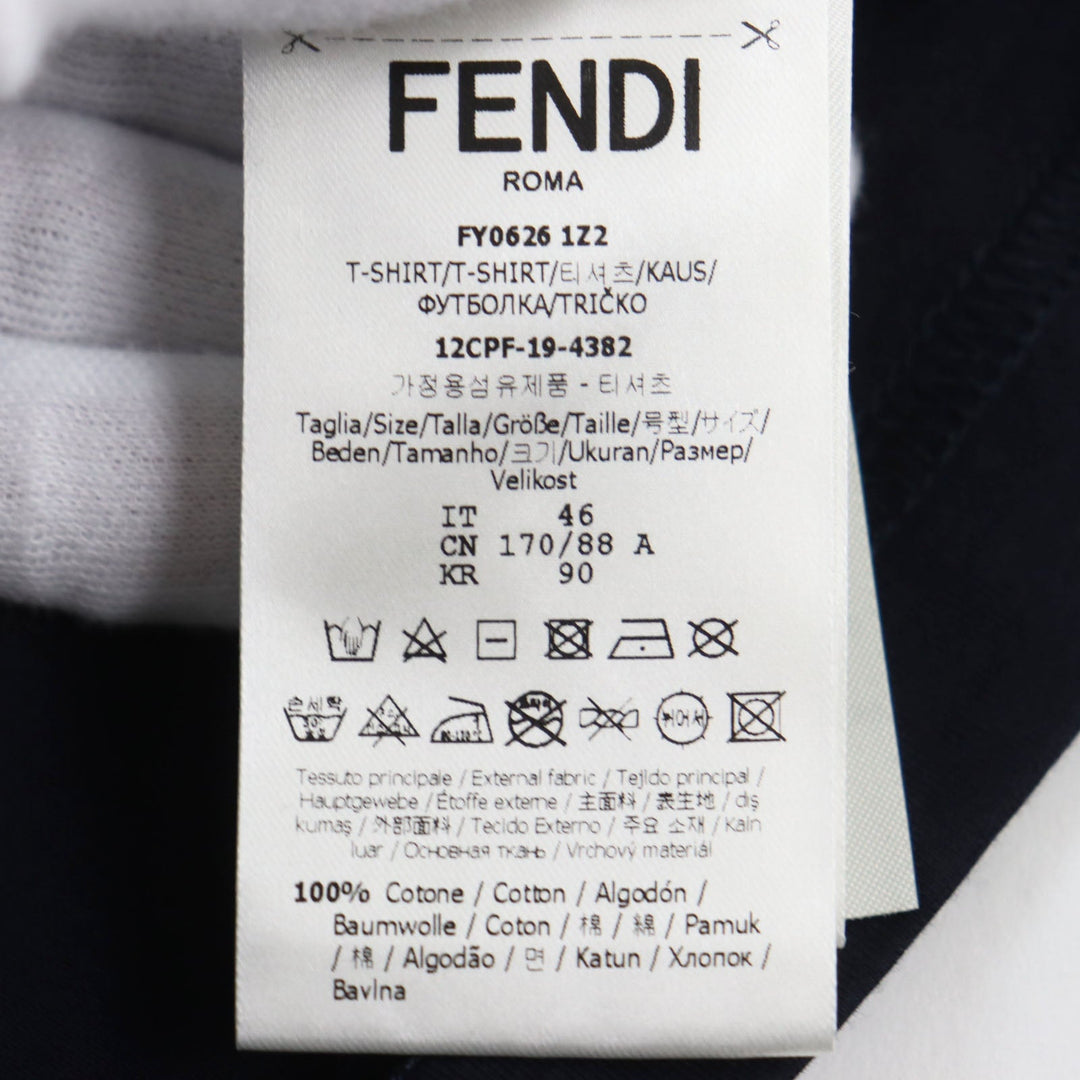 FENDI
ROMA
FY0626 1Z2
T-SHIRT/T-SHIRT/티셔츠/KAUS/
ФУТБОЛКА/TRIČKO
12CPF-19-4382
가정용섬유제품 - 티셔츠
Taglia/Size/Talla/Größe/Taille/号型/サイズ/
Beden/Tamanho/크기/Ukuran/Размер/
Velikost
IT 46
CN 170/88 A
KR 90
손세탁
30℃
Tessuto principale / External fabric / Tejido principal /
Hauptgewebe / Étoffe externe / 主面料 / 表生地 / dış
kumaş / 外部面料 / Tecido Externo / 주요 소재 / Kain
luar / Основная ткань / Vrchový materiál
100% Cotone / Cotton / Algodón /
Baumwolle / Coton / 棉 / 綿 / Pamuk
/ 棉 / Algodão / 면 / Katun / Хлопок /
Bavlna